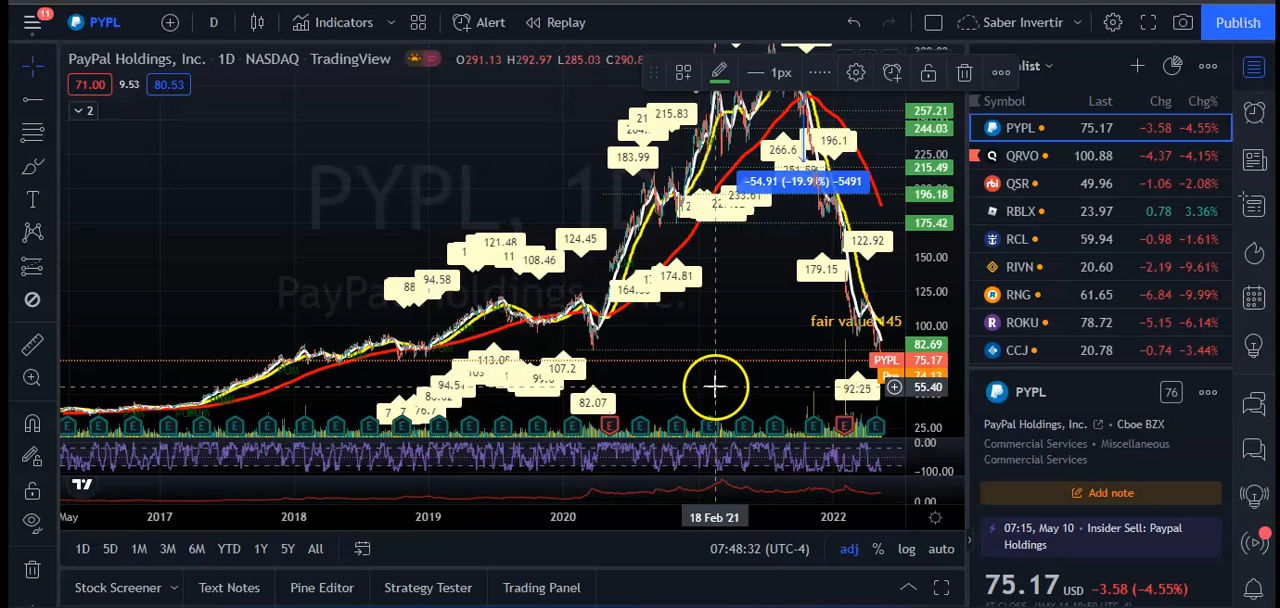 11
PYPL
D
Indicators
Alert
Replay
Saber Invertir
Publish
PayPal Holdings, Inc. · 1D · NASDAQ · TradingView
O291.13 H292.97 L285.03 C290.8
71.00 9.53 80.53
2
1px
PYPL, 1D
PayPal Holdings, Inc.
215.83
183.99
124.45
121.48
108.46
94.58
174.81
266.6
196.1
-54.91 (-19.9%) -5491
179.15
122.92
fair value 145
107.2
82.07
92.25
257.21
244.03
225.00
215.49
196.18
175.42
150.00
125.00
100.00
82.69
PYPL 75.17
74.13
55.40
25.00
0.00
-100.00
0.00
May 2017 2018 2019 2020 18 Feb '21 2022
1D 5D 1M 3M 6M YTD 1Y 5Y All
07:48:32 (UTC-4) adj % log auto
Stock Screener Text Notes Pine Editor Strategy Tester Trading Panel
list
Symbol Last Chg Chg%
PYPL 75.17 −3.58 −4.55%
QRVO 100.88 −4.37 −4.15%
QSR 49.96 −1.06 −2.08%
RBLX 23.97 0.78 3.36%
RCL 59.94 −0.98 −1.61%
RIVN 20.60 −2.19 −9.61%
RNG 61.65 −6.84 −9.99%
ROKU 78.72 −5.15 −6.14%
CCJ 20.78 −0.74 −3.44%
PYPL
76
PayPal Holdings, Inc. • Cboe BZX
Commercial Services • Miscellaneous
Commercial Services
Add note
07:15, May 10 • Insider Sell: Paypal
Holdings
75.17 USD −3.58 (−4.55%)